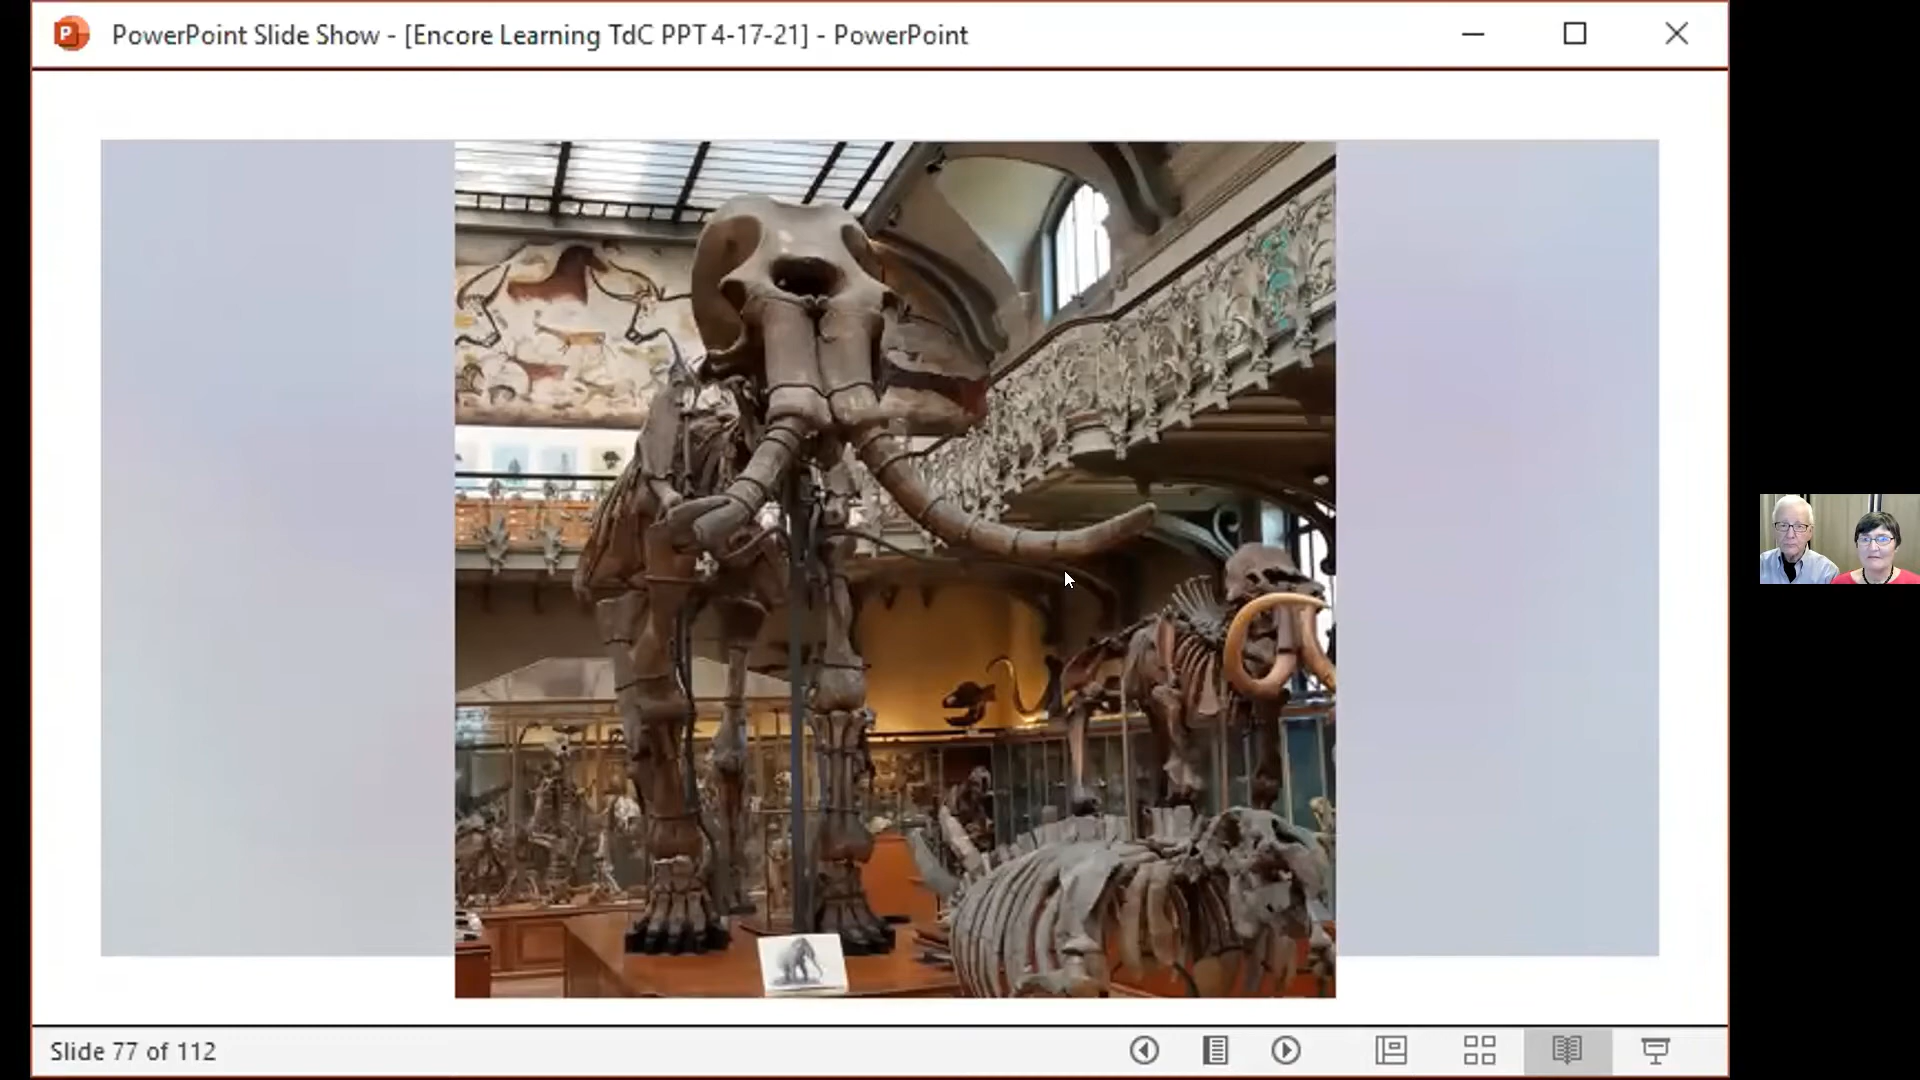 PowerPoint Slide Show - [Encore Learning TdC PPT 4-17-21] - PowerPoint
Slide 77 of 112